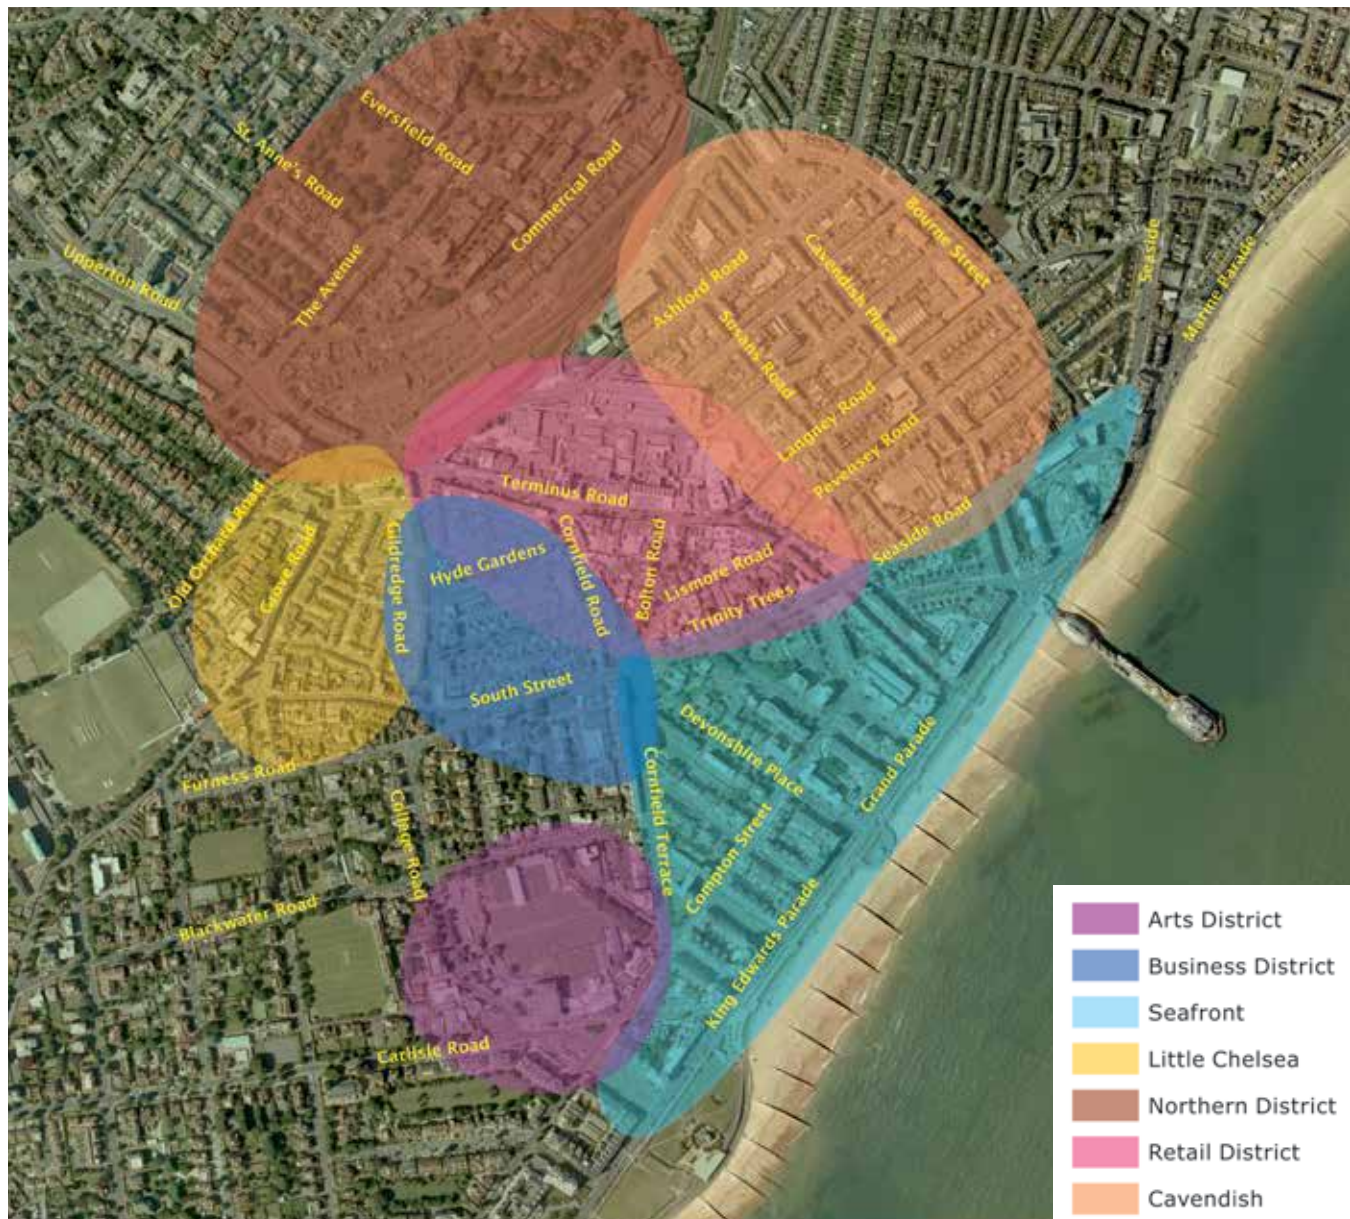 Eversfield Road
St. Anne's Road
Commercial Road
Upperton Road
The Avenue
Bourne Street
Seaside
Marine Parade
Cavendish Place
Ashford Road
Susans Road
Langney Road
Pevensey Road
Terminus Road
Old Orchard Road
Grove Road
Gildredge Road
Hyde Gardens
Cornfield Road
Bolton Road
Lismore Road
Trinity Trees
Seaside Road
South Street
Devonshire Place
Grand Parade
Furness Road
College Road
Cornfield Terrace
Compton Street
Blackwater Road
King Edwards Parade
Carlisle Road
Arts District
Business District
Seafront
Little Chelsea
Northern District
Retail District
Cavendish